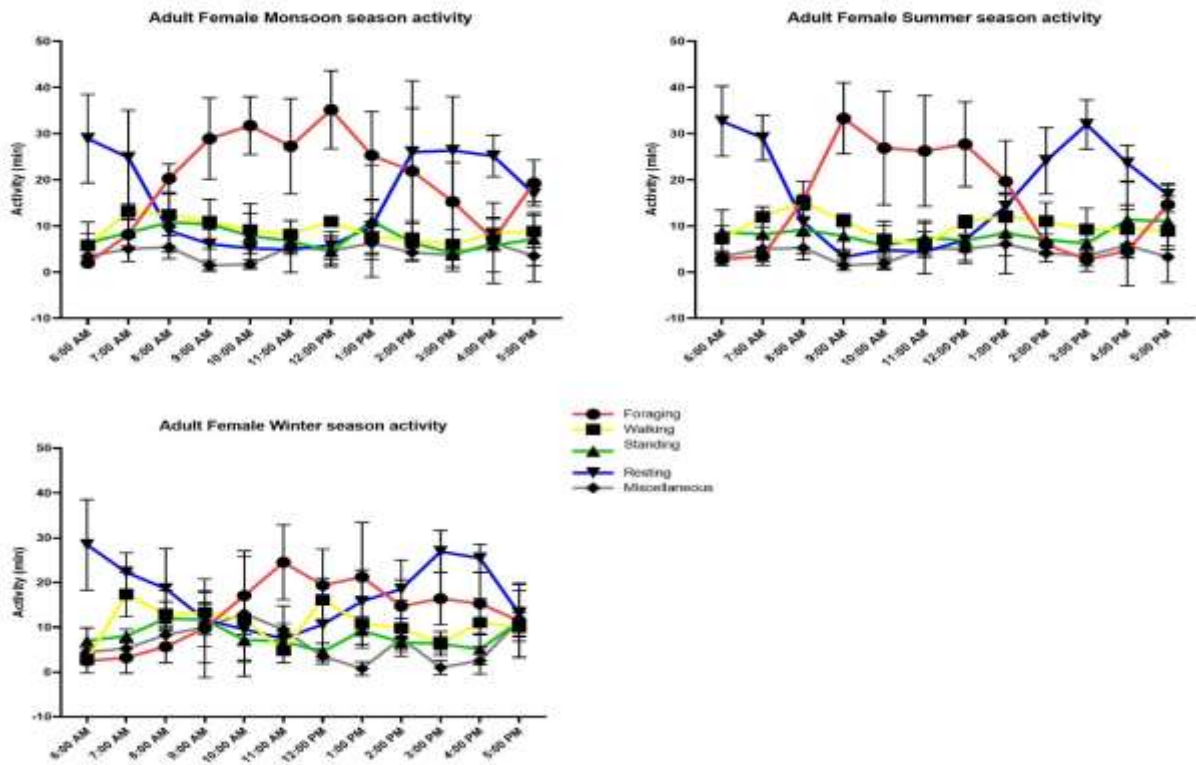 Adult Female Monsoon season activity
50
40
30
20
10
0
-10
Activity (min)
6:00 AM
7:00 AM
8:00 AM
9:00 AM
10:00 AM
11:00 AM
12:00 PM
1:00 PM
2:00 PM
3:00 PM
4:00 PM
5:00 PM
Adult Female Summer season activity
50
40
30
20
10
0
-10
Activity (min)
6:00 AM
7:00 AM
8:00 AM
9:00 AM
10:00 AM
11:00 AM
12:00 PM
1:00 PM
2:00 PM
3:00 PM
4:00 PM
5:00 PM
Adult Female Winter season activity
50
40
30
20
10
0
-10
Activity (min)
6:00 AM
7:00 AM
8:00 AM
9:00 AM
10:00 AM
11:00 AM
12:00 PM
1:00 PM
2:00 PM
3:00 PM
4:00 PM
5:00 PM
Foraging
Walking
Standing
Resting
Miscellaneous